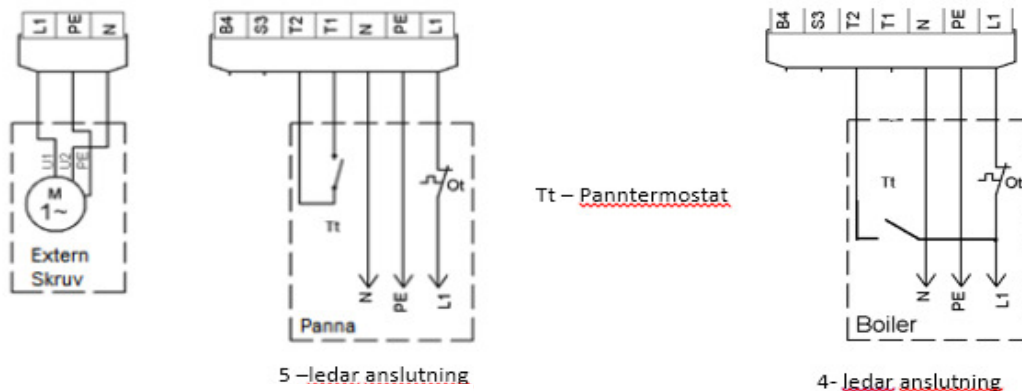 L1 PE N
U1 U2 PE
M
1~
Extern
Skruv
B4 S3 T2 T1 N PE L1
Ot
Tt
N PE L1
Panna
5 –ledar anslutning
Tt – Panntermostat
B4 S3 T2 T1 N PE L1
Tt
Ot
N PE L1
Boiler
4- ledar anslutning